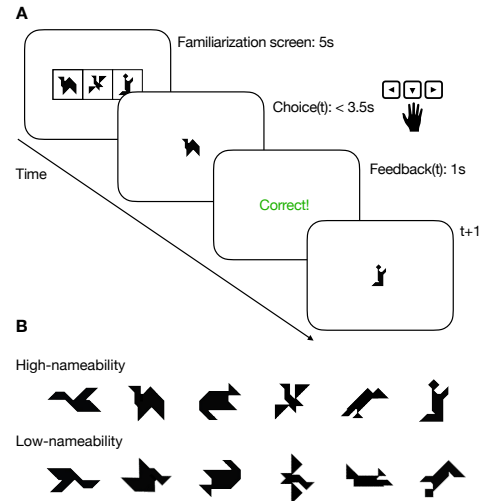 A
Familiarization screen: 5s
Choice(t): < 3.5s
Time
Feedback(t): 1s
Correct!
t+1
B
High-nameability
Low-nameability